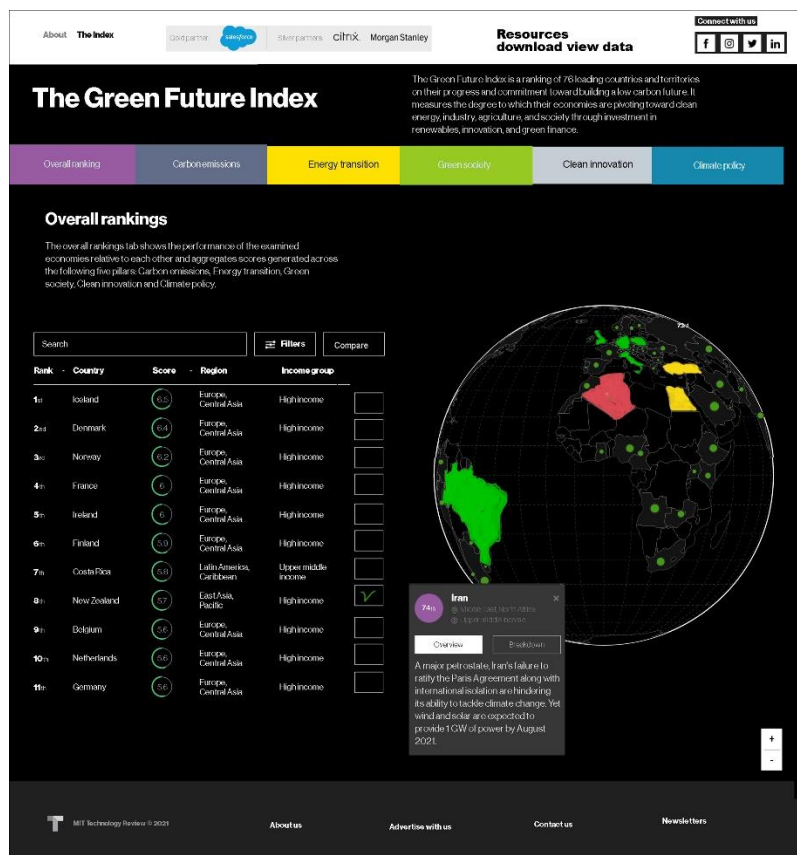 About The Index
Gold partner salesforce Silver partners citrix. Morgan Stanley
Resources
download view data
Connect with us
The Green Future Index
The Green Future Index is a ranking of 76 leading countries and territories
on their progress and commitment toward building a low carbon future. It
measures the degree to which their economies are pivoting toward clean
energy, industry, agriculture, and society through investment in
renewables, innovation, and green finance.
Overall ranking
Carbon emissions
Energy transition
Green society
Clean innovation
Climate policy
Overall rankings
The overall rankings tab shows the performance of the examined
economies relative to each other and aggregates scores generated across
the following five pillars: Carbon emissions, Energy transition, Green
society, Clean innovation and Climate policy.
Search
Filters
Compare
Rank - Country Score - Region Income group
1st Iceland 6.5 Europe, Central Asia High income
2nd Denmark 6.4 Europe, Central Asia High income
3rd Norway 6.2 Europe, Central Asia High income
4th France 6 Europe, Central Asia High income
5th Ireland 6 Europe, Central Asia High income
6th Finland 5.9 Europe, Central Asia High income
7th Costa Rica 5.8 Latin America, Caribbean Upper middle income
8th New Zealand 5.7 East Asia, Pacific High income
9th Belgium 5.6 Europe, Central Asia High income
10th Netherlands 5.6 Europe, Central Asia High income
11th Germany 5.6 Europe, Central Asia High income
74th Iran ×
Middle East, North Africa
Upper middle income
Overview
Breakdown
A major petrostate, Iran's failure to
ratify the Paris Agreement along with
international isolation are hindering
its ability to tackle climate change. Yet
wind and solar are expected to
provide 1 GW of power by August
2021.
+
-
MIT Technology Review © 2021
About us
Advertise with us
Contact us
Newsletters